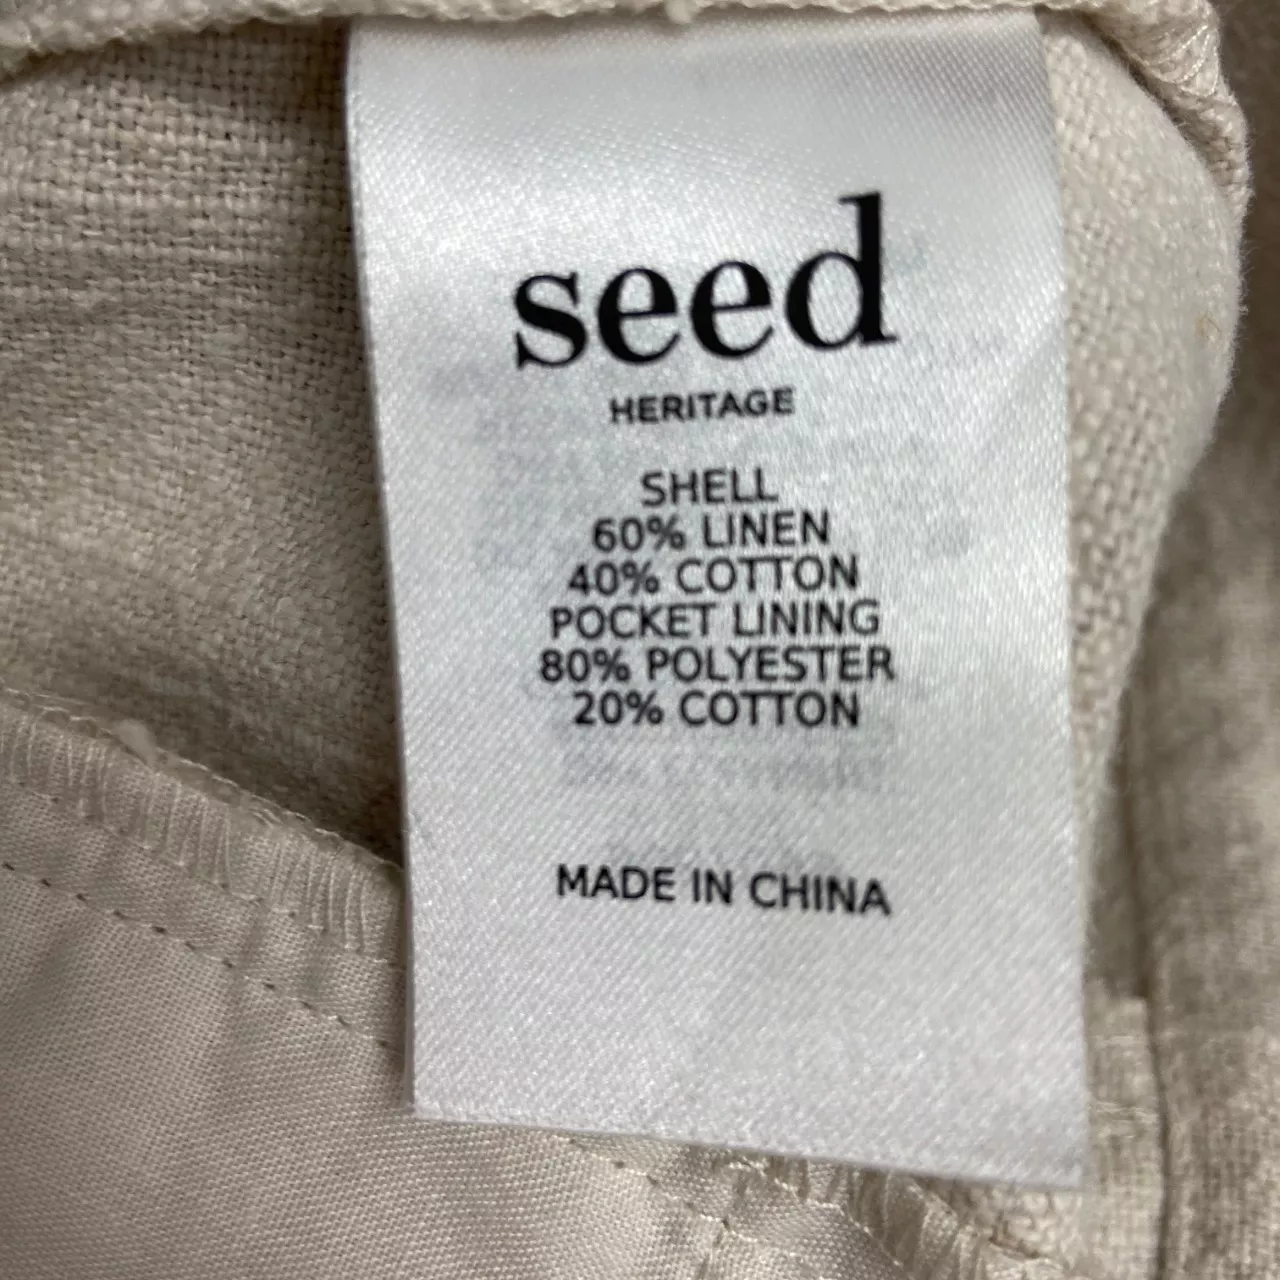 seed
HERITAGE
SHELL
60% LINEN
40% COTTON
POCKET LINING
80% POLYESTER
20% COTTON
MADE IN CHINA